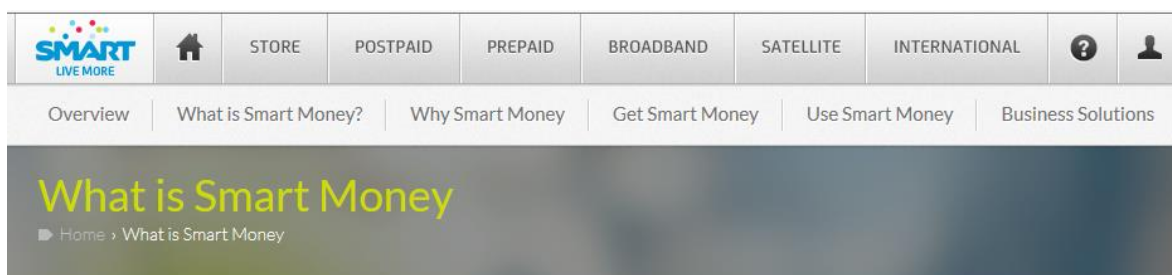 SMART
LIVE MORE
STORE POSTPAID PREPAID BROADBAND SATELLITE INTERNATIONAL ?
Overview What is Smart Money? Why Smart Money Get Smart Money Use Smart Money Business Solutions
What is Smart Money
Home › What is Smart Money